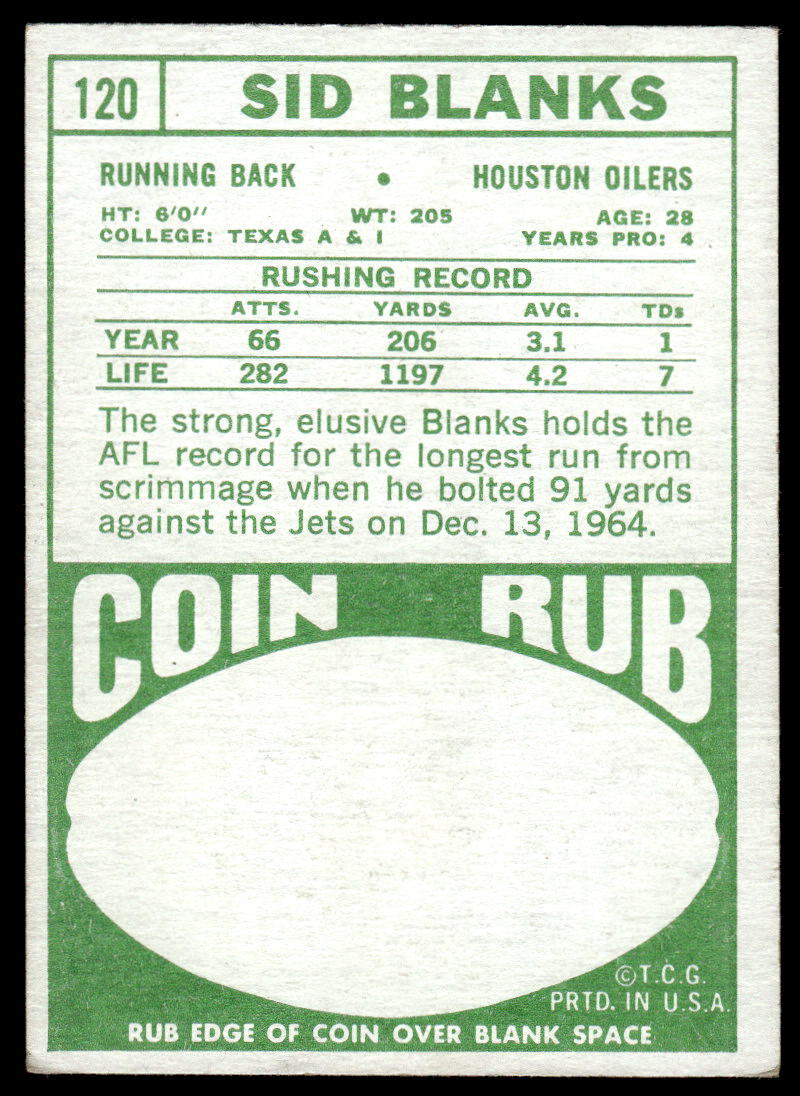 120 SID BLANKS
RUNNING BACK • HOUSTON OILERS
HT: 6'0" WT: 205 AGE: 28
COLLEGE: TEXAS A & I YEARS PRO: 4
RUSHING RECORD
ATTS. YARDS AVG. TDs
YEAR 66 206 3.1 1
LIFE 282 1197 4.2 7
The strong, elusive Blanks holds the
AFL record for the longest run from
scrimmage when he bolted 91 yards
against the Jets on Dec. 13, 1964.
COIN RUB
©T.C.G.
PRTD. IN U.S.A.
RUB EDGE OF COIN OVER BLANK SPACE